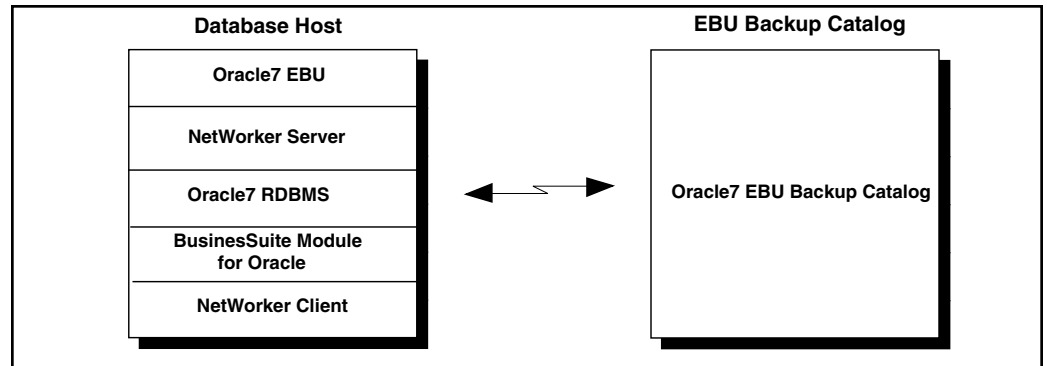 Database Host
Oracle7 EBU
NetWorker Server
Oracle7 RDBMS
BusinesSuite Module
for Oracle
NetWorker Client
EBU Backup Catalog
Oracle7 EBU Backup Catalog